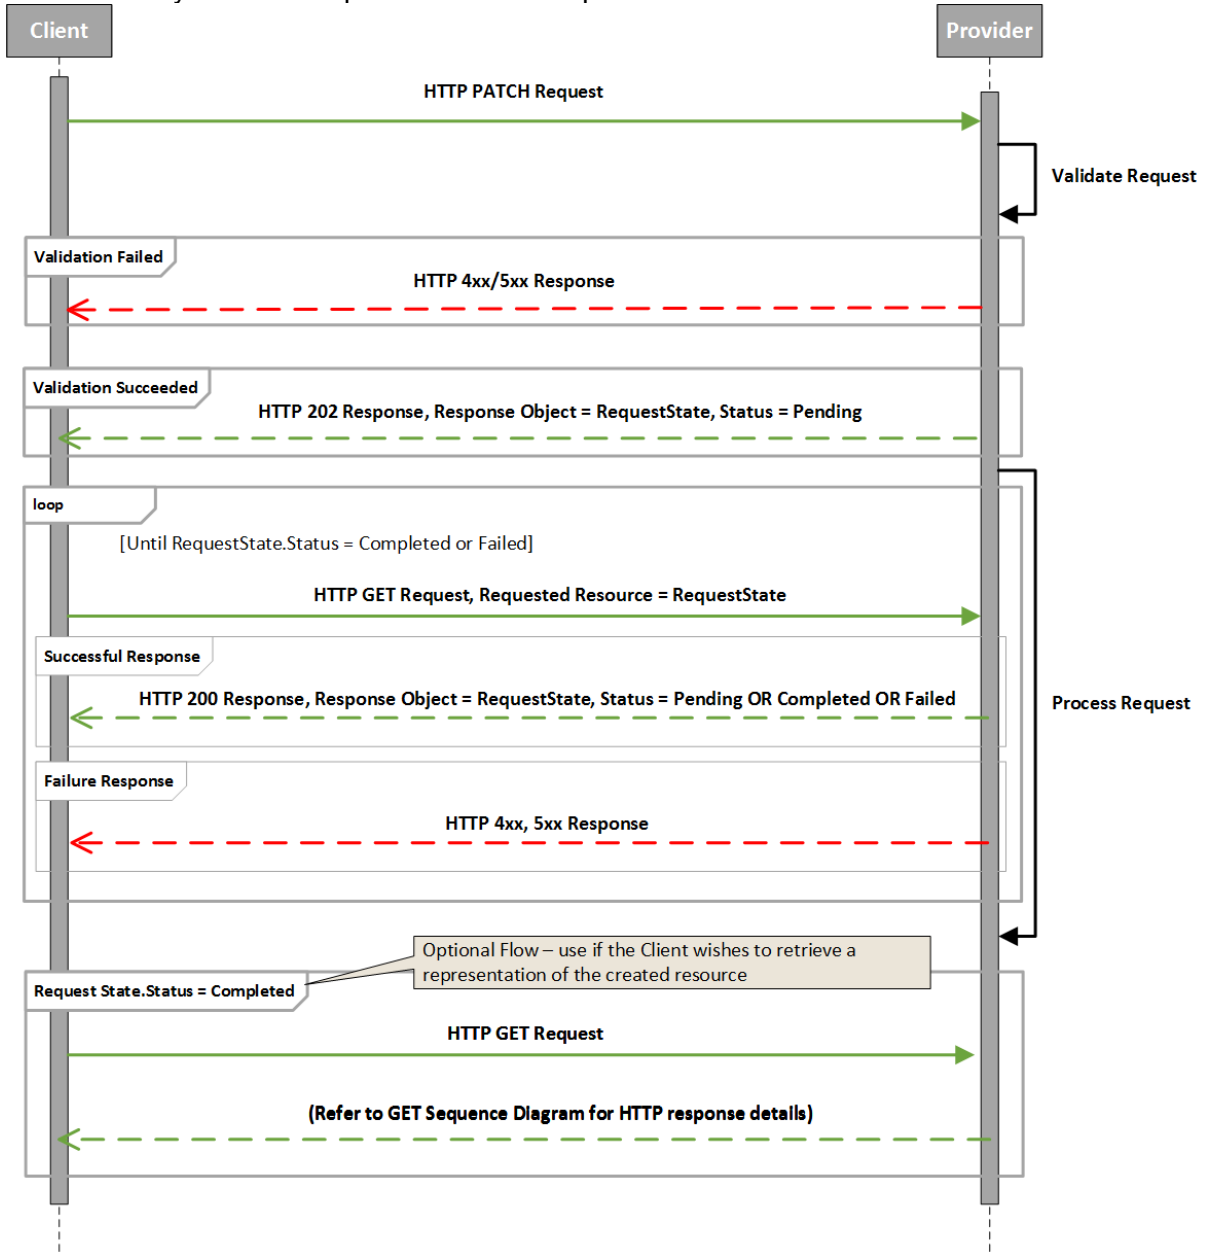 Client
Provider
HTTP PATCH Request
Validate Request
Validation Failed
HTTP 4xx/5xx Response
Validation Succeeded
HTTP 202 Response, Response Object = RequestState, Status = Pending
loop
[Until RequestState.Status = Completed or Failed]
HTTP GET Request, Requested Resource = RequestState
Successful Response
HTTP 200 Response, Response Object = RequestState, Status = Pending OR Completed OR Failed
Process Request
Failure Response
HTTP 4xx, 5xx Response
Optional Flow – use if the Client wishes to retrieve a
representation of the created resource
Request State.Status = Completed
HTTP GET Request
(Refer to GET Sequence Diagram for HTTP response details)